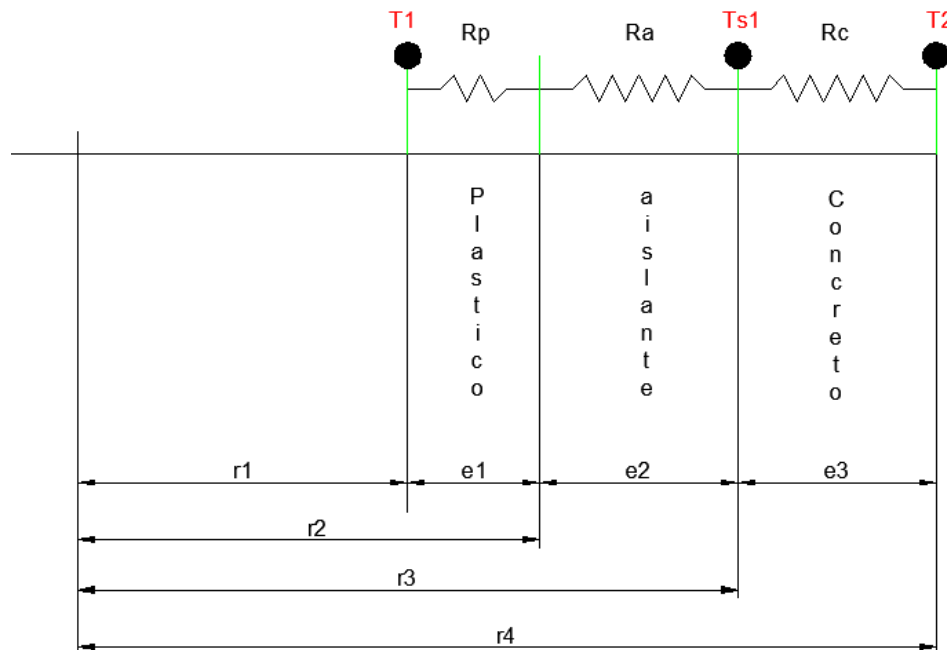 T1
Rp
Ra
Ts1
Rc
T2
Plastico
aislante
Concreto
r1
e1
e2
e3
r2
r3
r4